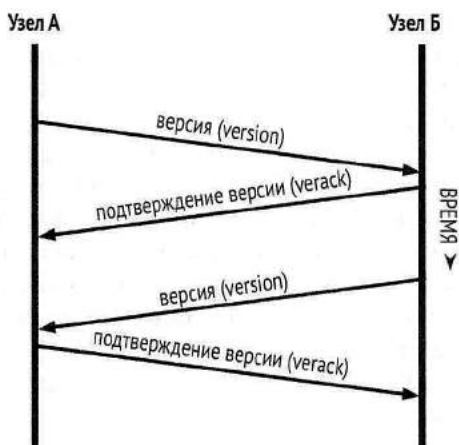 Узел А
Узел Б
версия (version)
подтверждение версии (verack)
ВРЕМЯ
версия (version)
подтверждение версии (verack)